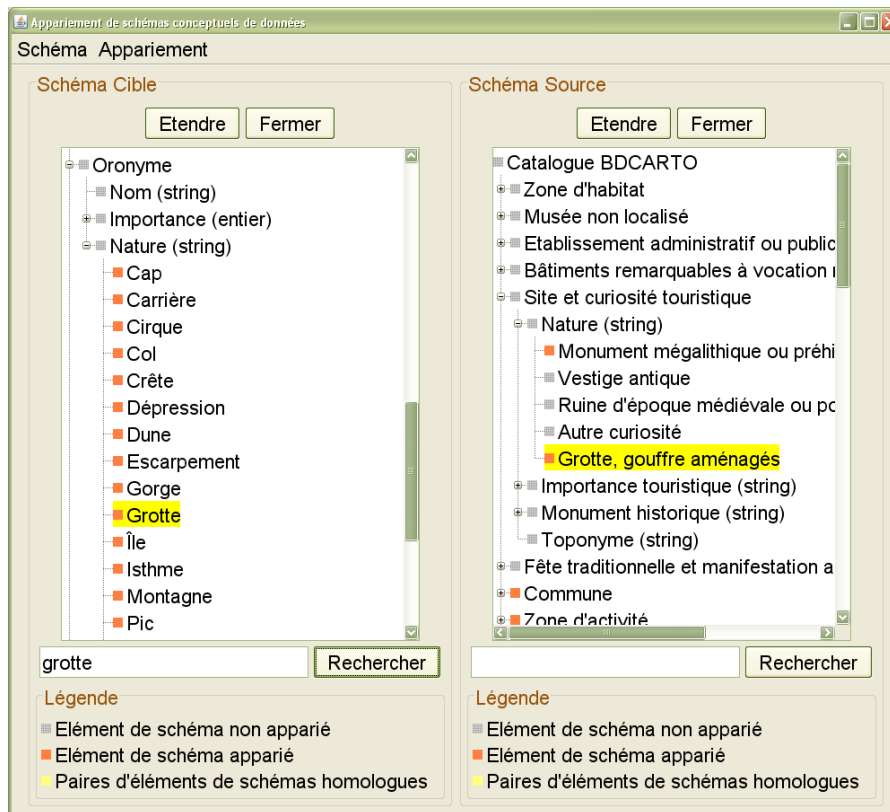 Appariement de schémas conceptuels de données
Schéma Appariement
Schéma Cible
Etendre Fermer
Oronyme
Nom (string)
Importance (entier)
Nature (string)
Cap
Carrière
Cirque
Col
Crête
Dépression
Dune
Escarpement
Gorge
Grotte
Île
Isthme
Montagne
Pic
grotte Rechercher
Légende
Elément de schéma non apparié
Elément de schéma apparié
Paires d'éléments de schémas homologues
Schéma Source
Etendre Fermer
Catalogue BDCARTO
Zone d'habitat
Musée non localisé
Etablissement administratif ou public
Bâtiments remarquables à vocation
Site et curiosité touristique
Nature (string)
Monument mégalithique ou préhi
Vestige antique
Ruine d'époque médiévale ou po
Autre curiosité
Grotte, gouffre aménagés
Importance touristique (string)
Monument historique (string)
Toponyme (string)
Fête traditionnelle et manifestation a
Commune
Zone d'activité
Rechercher
Légende
Elément de schéma non apparié
Elément de schéma apparié
Paires d'éléments de schémas homologues